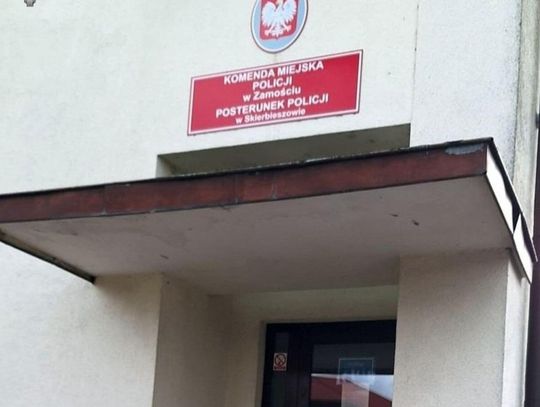 KOMENDA MIEJSKA
POLICJI
w Zamościu
POSTERUNEK POLICJI
w Skierbieszowie